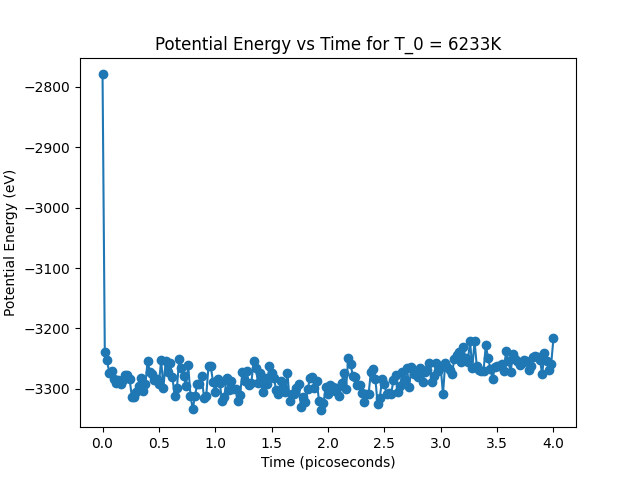 Potential Energy vs Time for T_0 = 6233K
Potential Energy (eV)
−2800
−2900
−3000
−3100
−3200
−3300
0.0 0.5 1.0 1.5 2.0 2.5 3.0 3.5 4.0
Time (picoseconds)